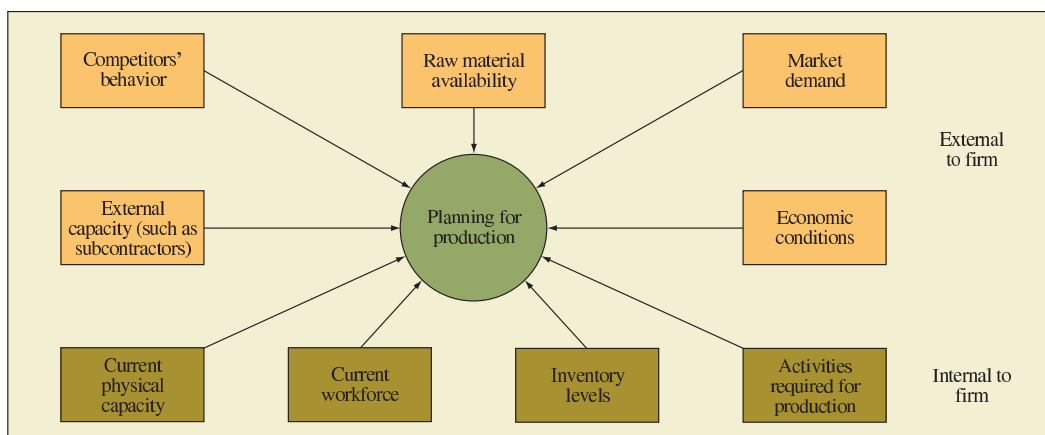 Competitors’
behavior
Raw material
availability
Market
demand
External
to firm
External
capacity (such as
subcontractors)
Planning for
production
Economic
conditions
Current
physical
capacity
Current
workforce
Inventory
levels
Activities
required for
production
Internal to
firm